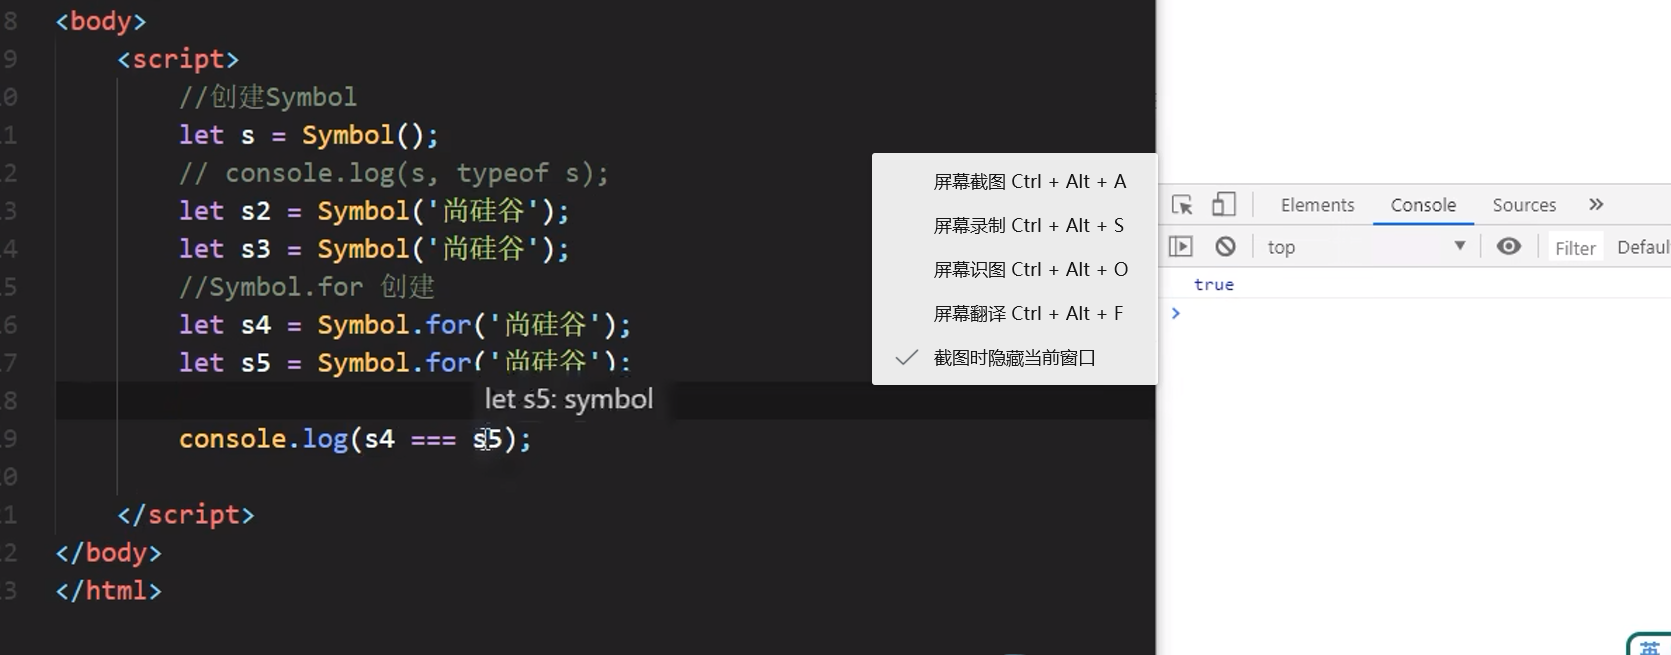 8 <body>
9 <script>
0 //创建Symbol
1 let s = Symbol();
2 // console.log(s, typeof s);
3 let s2 = Symbol('尚硅谷');
4 let s3 = Symbol('尚硅谷');
5 //Symbol.for 创建
6 let s4 = Symbol.for('尚硅谷');
7 let s5 = Symbol.for('尚硅谷');
8
let s5: symbol
9 console.log(s4 === s5);
0
1 </script>
2 </body>
3 </html>
屏幕截图 Ctrl + Alt + A
屏幕录制 Ctrl + Alt + S
屏幕识图 Ctrl + Alt + O
屏幕翻译 Ctrl + Alt + F
截图时隐藏当前窗口
Elements Console Sources »
top Filter Defaul
true
英